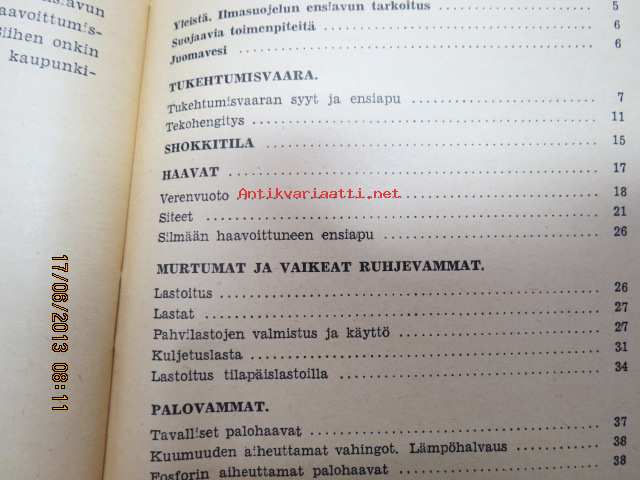 avun
aavoittumis-
Siihen onkin
kaupunki-
Yleistä. Ilmasuojelun ensiavun tarkoitus 5
Suojaavia toimenpiteitä 6
Juomavesi 6
TUKEHTUMISVAARA.
Tukehtumisvaaran syyt ja ensiapu 7
Tekohengitys 11
SHOKKITILA 15
HAAVAT 17
Verenvuoto 18
Antikvariaatti.net
Siteet 21
Silmään haavoittuneen ensiapu 26
MURTUMAT JA VAIKEAT RUHJEVAMMAT.
Lastoitus 26
Lastat 27
Pahvilastojen valmistus ja käyttö 27
Kuljetuslasta 31
Lastoitus tilapäislastoilla 34
PALOVAMMAT.
Tavalliset palohaavat 37
Kuumuuden aiheuttamat vahingot. Lämpöhalvaus 38
Fosforin aiheuttamat palohaavat 38
17/06/2013 08:11